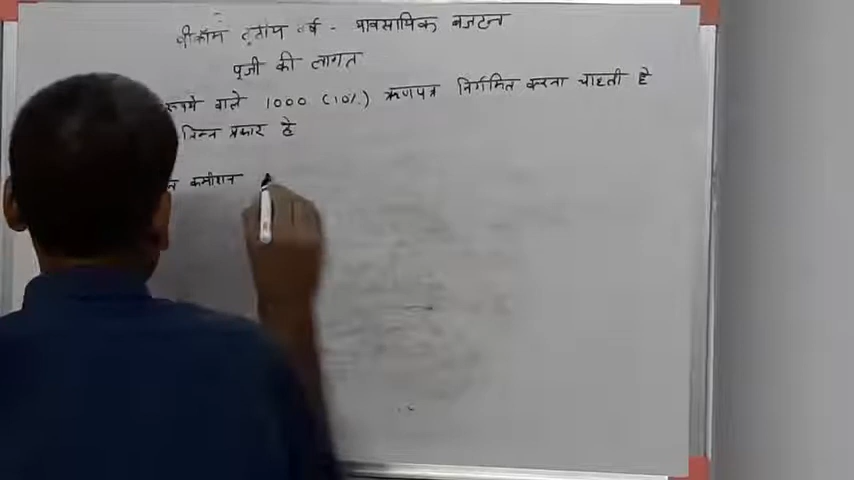 बीकॉम तृतीय वर्ष - व्यावसायिक बजटन
पूंजी की लागत
रूपये वाले 1000 (10%) ऋणपत्र निर्गमित करना चाहती है
निम्न प्रकार है
कमीशन